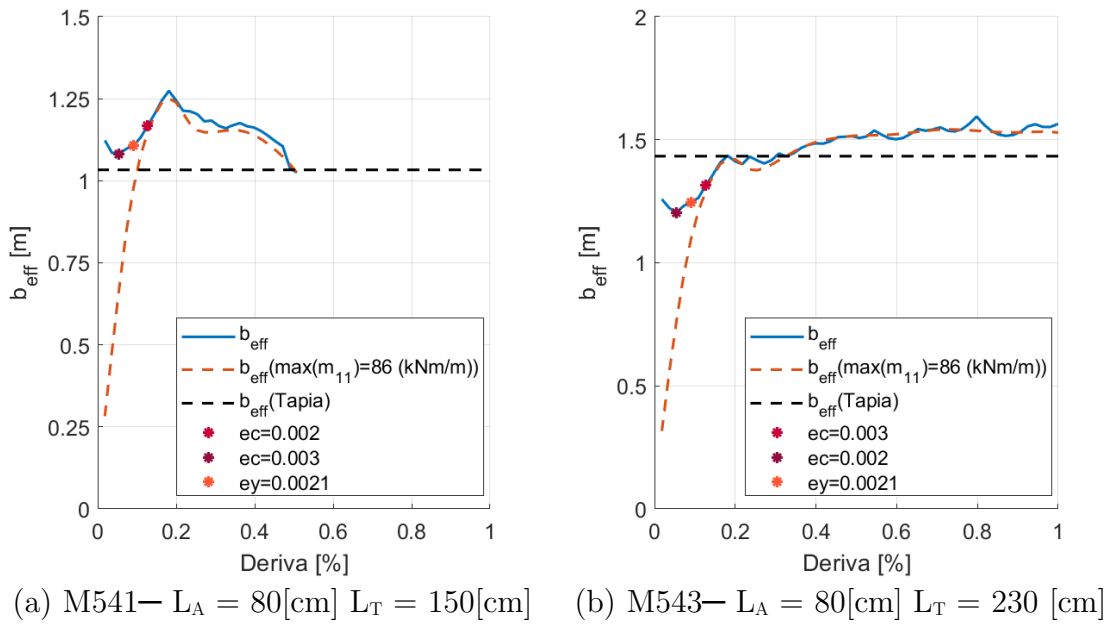 1.5
1.25
1
0.75
0.5
0.25
0
b_eff [m]
0 0.2 0.4 0.6 0.8 1
Deriva [%]
b_eff
b_eff(max(m_11)=86 (kNm/m))
b_eff(Tapia)
ec=0.002
ec=0.003
ey=0.0021
(a) M541— L_A = 80[cm] L_T = 150[cm]
2
1.5
1
0.5
0
b_eff [m]
0 0.2 0.4 0.6 0.8 1
Deriva [%]
b_eff
b_eff(max(m_11)=86 (kNm/m))
b_eff(Tapia)
ec=0.003
ec=0.002
ey=0.0021
(b) M543— L_A = 80[cm] L_T = 230 [cm]